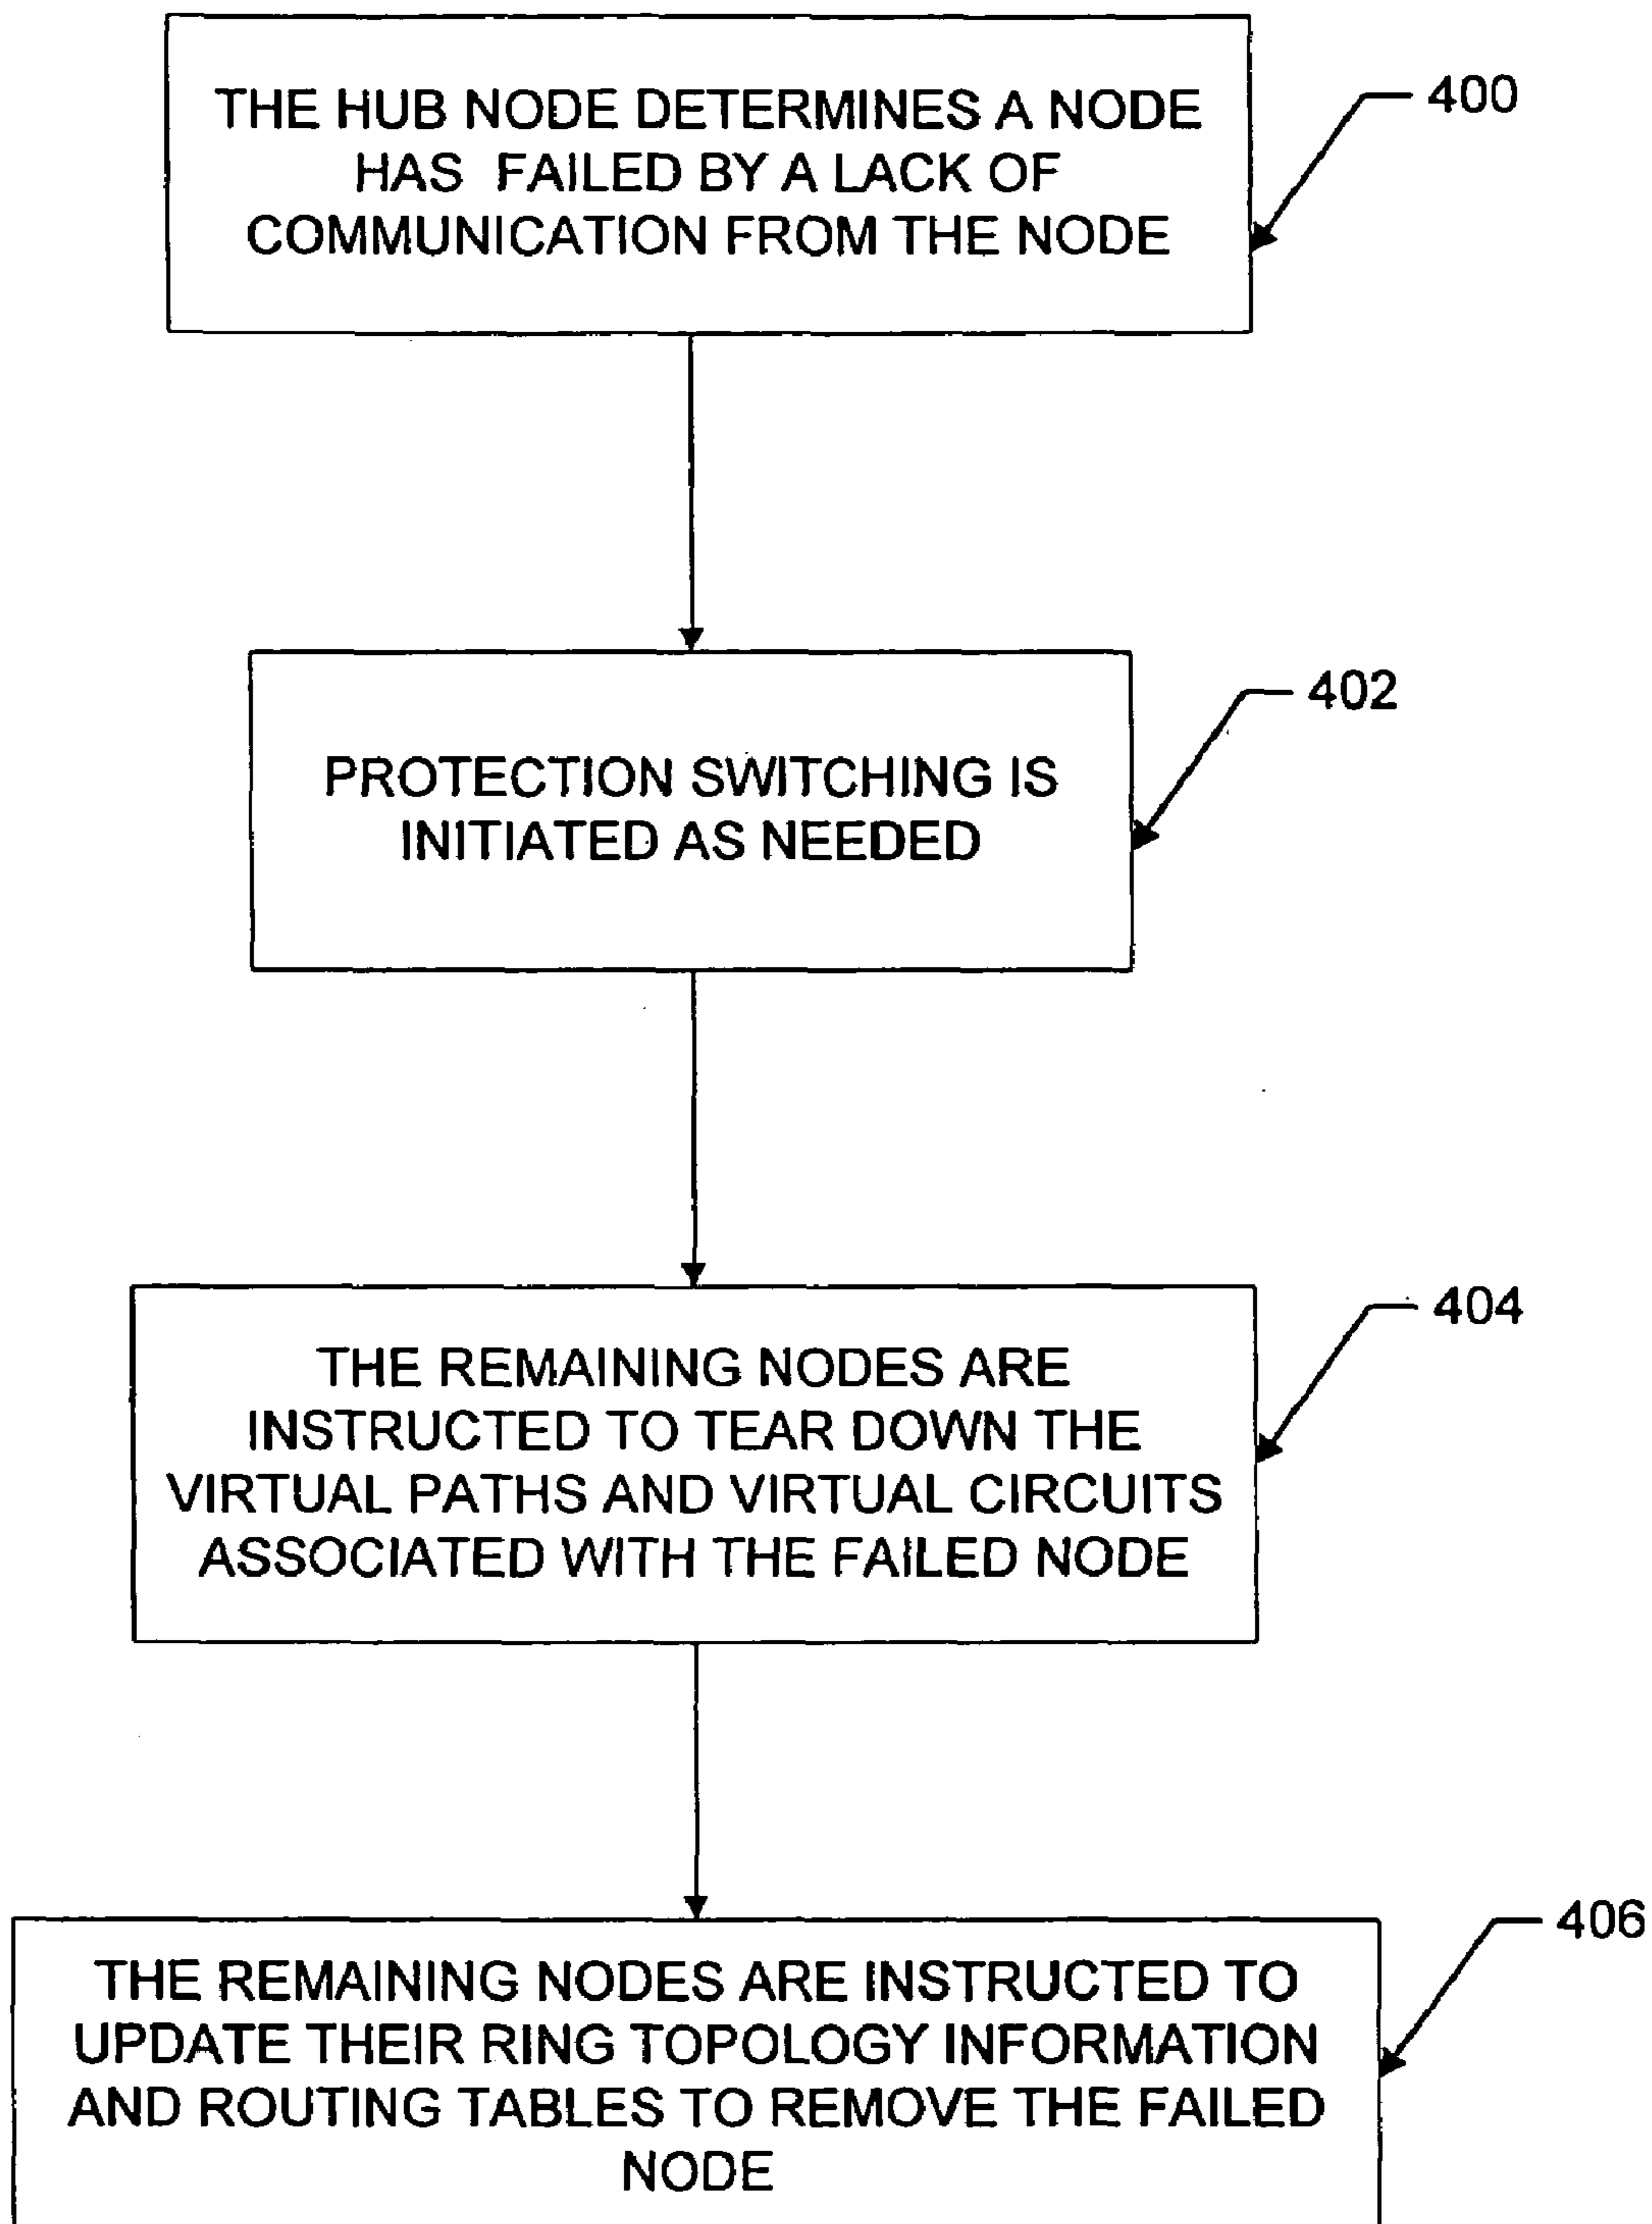 THE HUB NODE DETERMINES A NODE
HAS FAILED BY A LACK OF
COMMUNICATION FROM THE NODE
400
PROTECTION SWITCHING IS
INITIATED AS NEEDED
402
THE REMAINING NODES ARE
INSTRUCTED TO TEAR DOWN THE
VIRTUAL PATHS AND VIRTUAL CIRCUITS
ASSOCIATED WITH THE FAILED NODE
404
THE REMAINING NODES ARE INSTRUCTED TO
UPDATE THEIR RING TOPOLOGY INFORMATION
AND ROUTING TABLES TO REMOVE THE FAILED
NODE
406